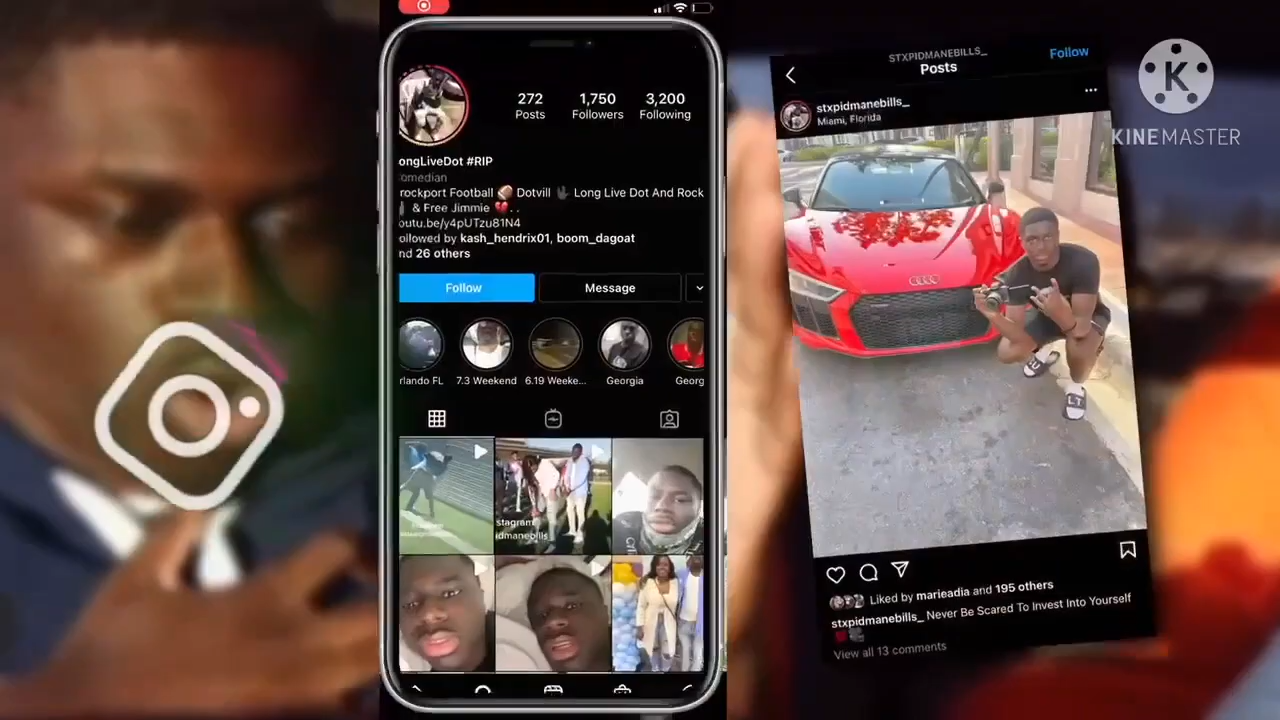 272
Posts
1,750
Followers
3,200
Following
ongLiveDot #RIP
omedian
rockport Football 🏈 Dotvill Long Live Dot And Rock
& Free Jimmie 💔. .
outu.be/y4pUTzu81N4
ollowed by kash_hendrix01, boom_dagoat
nd 26 others
Follow
Message
rlando FL
7.3 Weekend
6.19 Weeke...
Georgia
Georg
stagram
idmanebills
STXPIDMANEBILLS_
Posts
Follow
stxpidmanebills_
Miami, Florida
LT
Liked by marieadia and 195 others
stxpidmanebills_ Never Be Scared To Invest Into Yourself
View all 13 comments
K
KINEMASTER